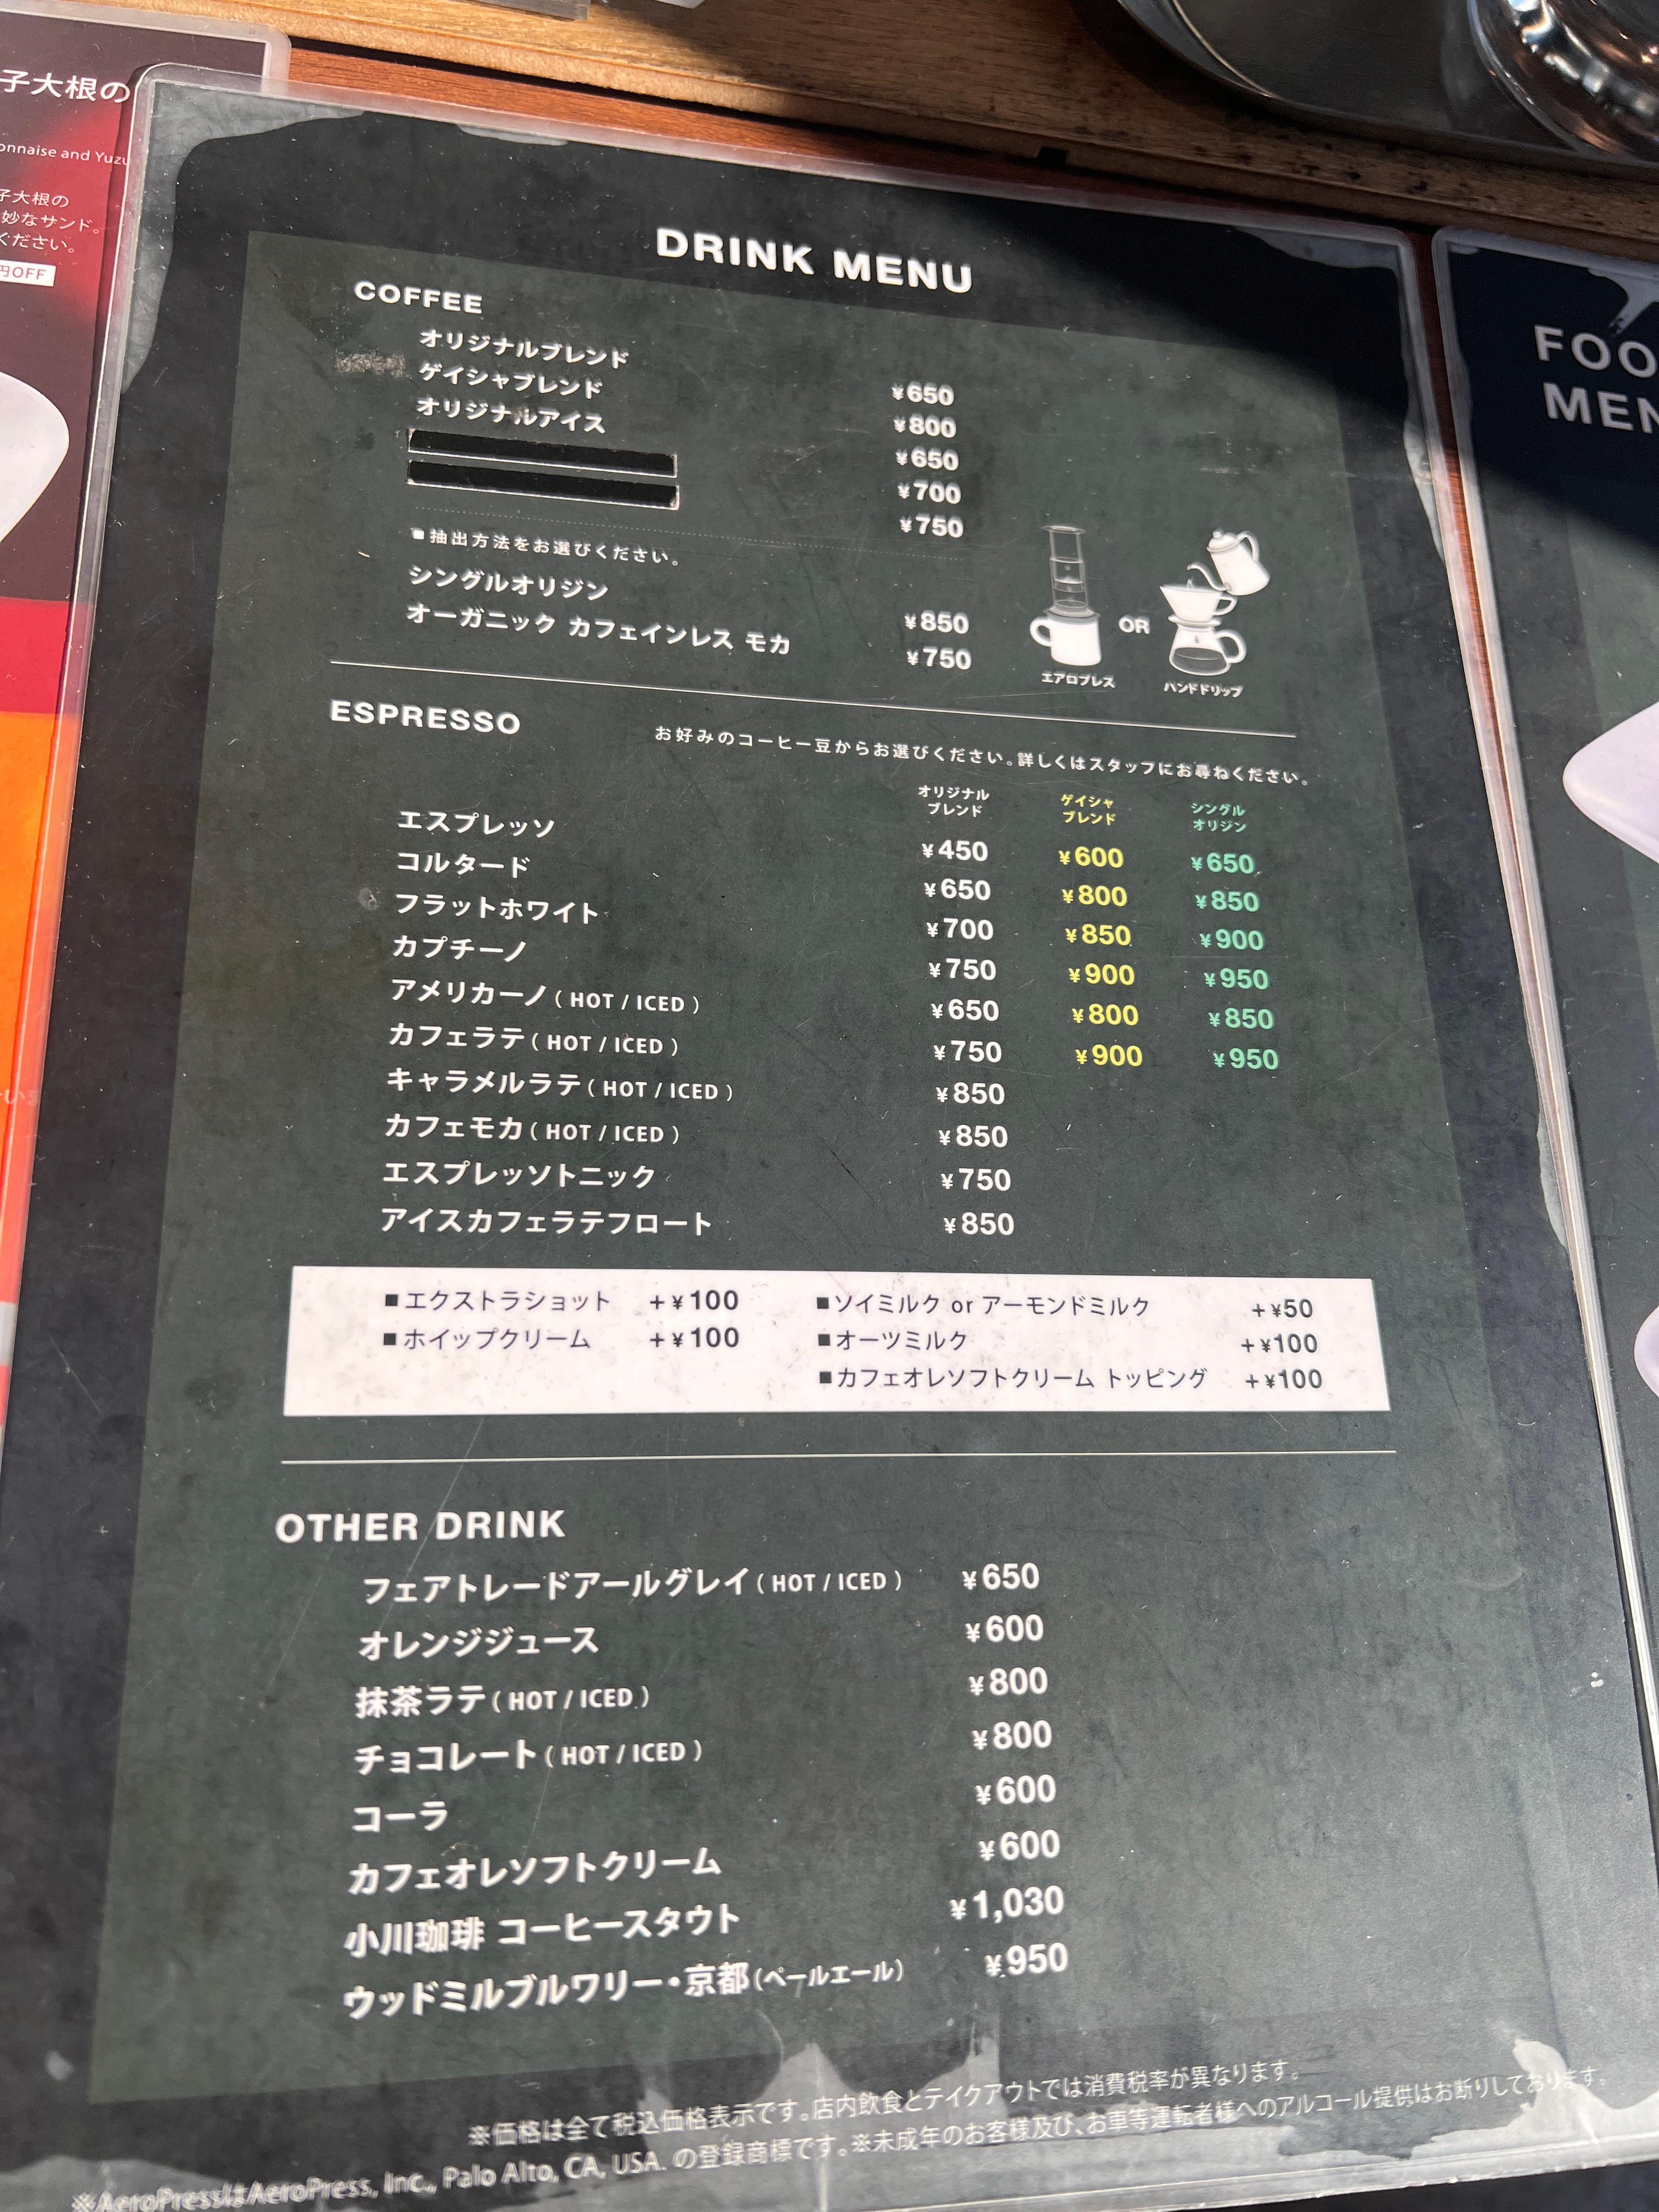 子大根の
onnaise and Yuzu
子大根の
妙なサンド。
ください。
円OFF
DRINK MENU
COFFEE
オリジナルブレンド ¥650
ゲイシャブレンド ¥800
オリジナルアイス ¥650
¥700
¥750
■抽出方法をお選びください。
シングルオリジン ¥850
オーガニック カフェインレス モカ ¥750
エアロプレス OR ハンドドリップ
ESPRESSO
お好みのコーヒー豆からお選びください。詳しくはスタッフにお尋ねください。
オリジナル ゲイシャ シングル
ブレンド ブレンド オリジン
エスプレッソ ¥450 ¥600 ¥650
コルタード ¥650 ¥800 ¥850
フラットホワイト ¥700 ¥850 ¥900
カプチーノ ¥750 ¥900 ¥950
アメリカーノ( HOT / ICED ) ¥650 ¥800 ¥850
カフェラテ( HOT / ICED ) ¥750 ¥900 ¥950
キャラメルラテ( HOT / ICED ) ¥850
カフェモカ( HOT / ICED ) ¥850
エスプレッソトニック ¥750
アイスカフェラテフロート ¥850
■エクストラショット +¥100 ■ソイミルク or アーモンドミルク +¥50
■ホイップクリーム +¥100 ■オーツミルク +¥100
■カフェオレソフトクリーム トッピング +¥100
OTHER DRINK
フェアトレードアールグレイ( HOT / ICED ) ¥650
オレンジジュース ¥600
抹茶ラテ( HOT / ICED ) ¥800
チョコレート( HOT / ICED ) ¥800
コーラ ¥600
カフェオレソフトクリーム ¥600
小川珈琲 コーヒースタウト ¥1,030
ウッドミルブルワリー・京都(ペールエール) ¥950
※価格は全て税込価格表示です。店内飲食とテイクアウトでは消費税率が異なります。
※AeroPressはAeroPress, Inc., Palo Alto, CA, USA. の登録商標です。※未成年のお客様及び、お車等運転者様へのアルコール提供はお断りしております。
FOO
MEN